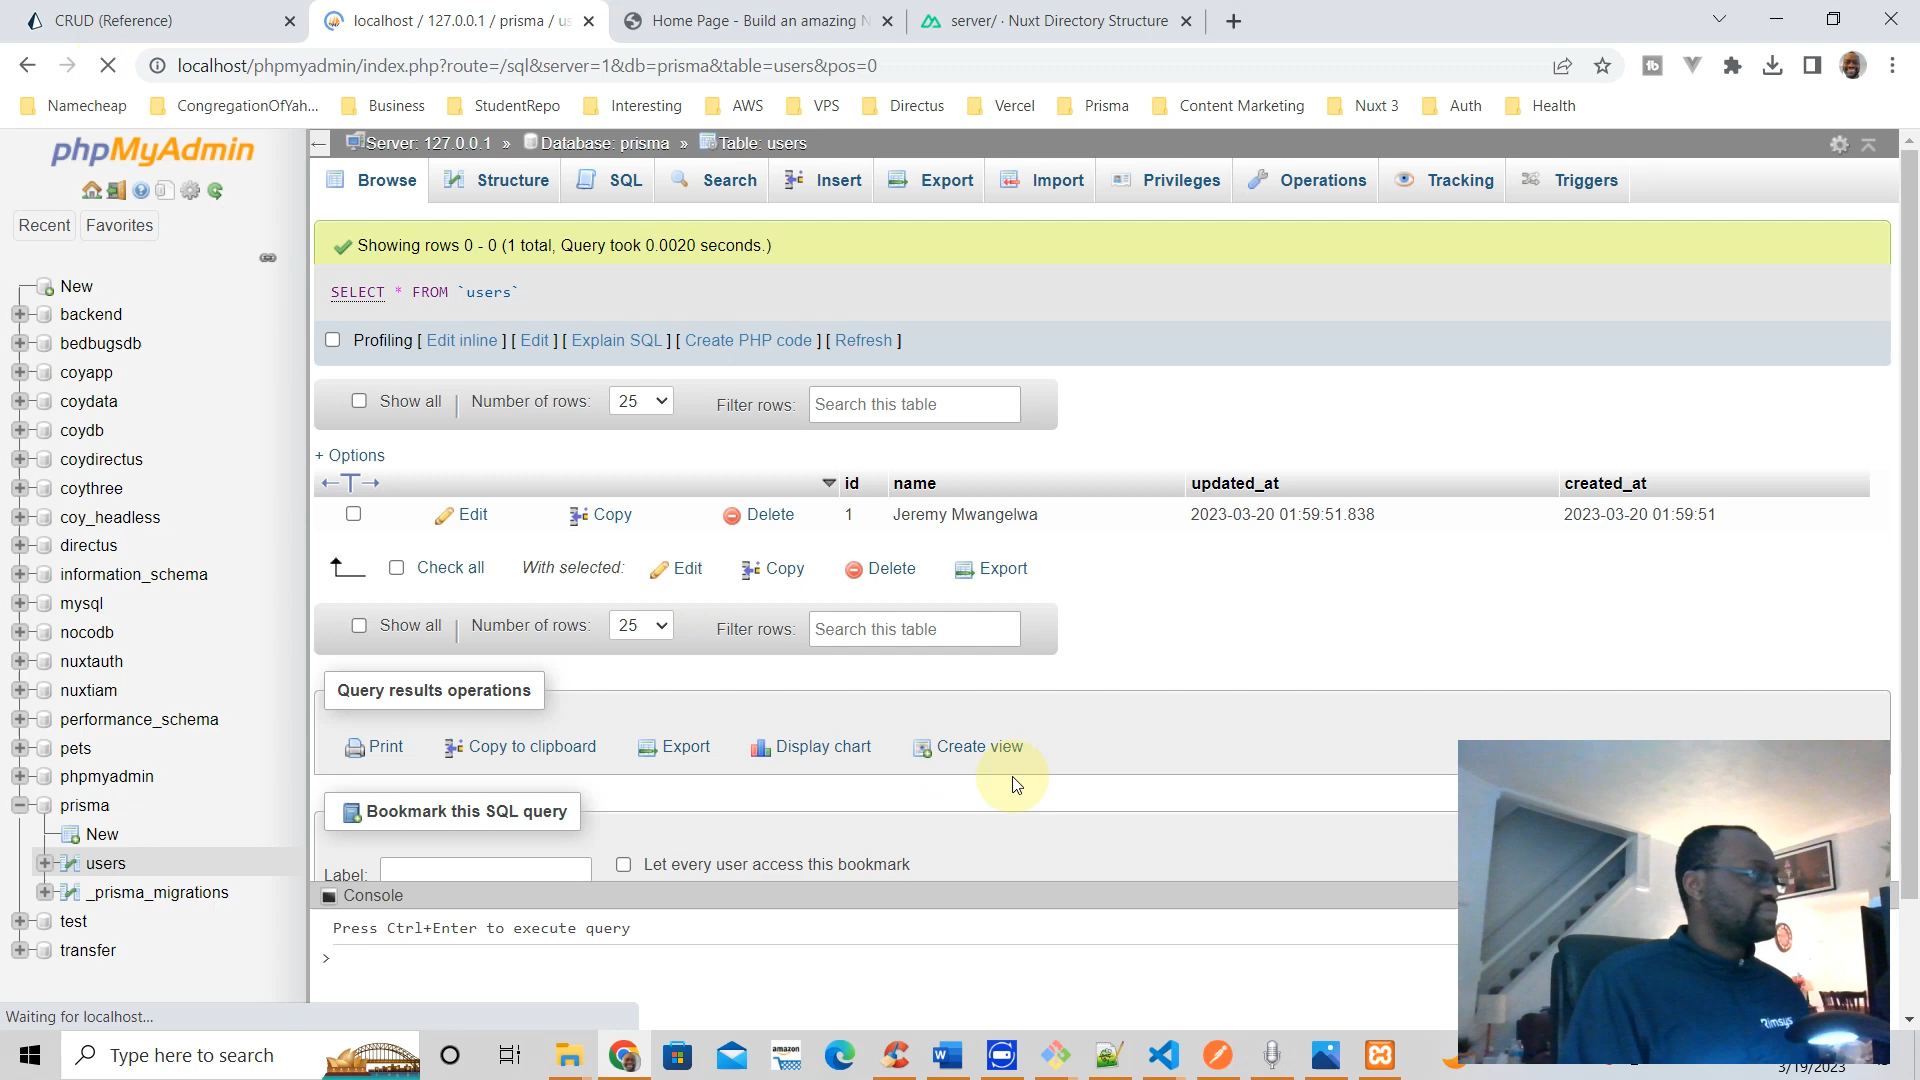 CRUD (Reference)
localhost / 127.0.0.1 / prisma / us
Home Page - Build an amazing N
server/ · Nuxt Directory Structure
localhost/phpmyadmin/index.php?route=/sql&server=1&db=prisma&table=users&pos=0
Namecheap
CongregationOfYah...
Business
StudentRepo
Interesting
AWS
VPS
Directus
Vercel
Prisma
Content Marketing
Nuxt 3
Auth
Health
phpMyAdmin
Recent
Favorites
New
backend
bedbugsdb
coyapp
coydata
coydb
coydirectus
coythree
coy_headless
directus
information_schema
mysql
nocodb
nuxtauth
nuxtiam
performance_schema
pets
phpmyadmin
prisma
New
users
_prisma_migrations
test
transfer
Server: 127.0.0.1 » Database: prisma » Table: users
Browse
Structure
SQL
Search
Insert
Export
Import
Privileges
Operations
Tracking
Triggers
Showing rows 0 - 0 (1 total, Query took 0.0020 seconds.)
SELECT * FROM `users`
Profiling [ Edit inline ] [ Edit ] [ Explain SQL ] [ Create PHP code ] [ Refresh ]
Show all | Number of rows: 25 Filter rows: Search this table
+ Options
←T→ id name updated_at created_at
Edit Copy Delete 1 Jeremy Mwangelwa 2023-03-20 01:59:51.838 2023-03-20 01:59:51
Check all With selected: Edit Copy Delete Export
Show all | Number of rows: 25 Filter rows: Search this table
Query results operations
Print Copy to clipboard Export Display chart Create view
Bookmark this SQL query
Label: Let every user access this bookmark
Console
Press Ctrl+Enter to execute query
>
Rimsys
Waiting for localhost...
Type here to search
amazon
3/19/2023